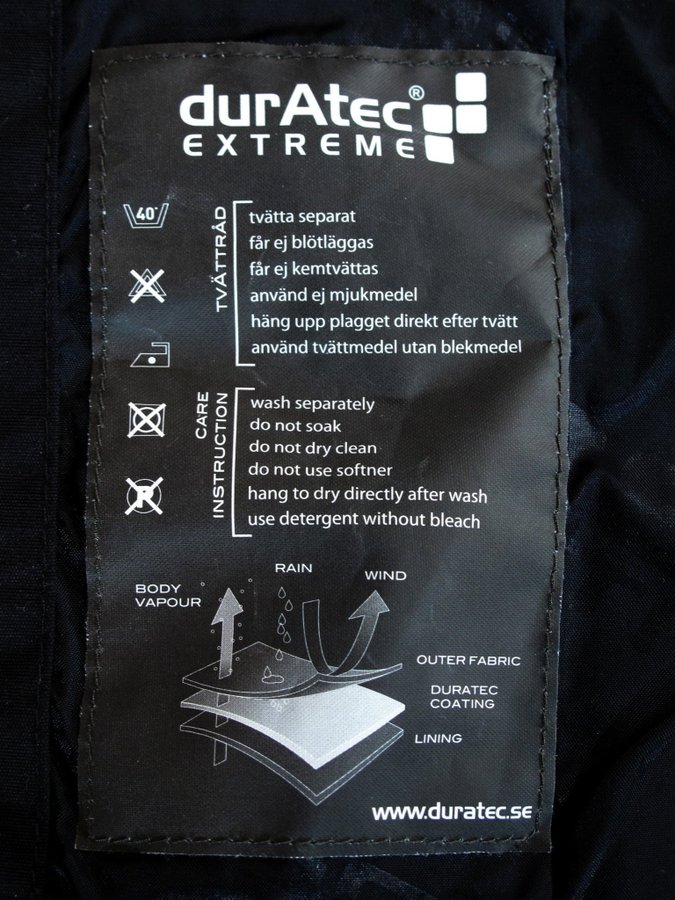 durAtec®
EXTREME
40°
TVÄTTRÅD
tvätta separat
får ej blötläggas
får ej kemtvättas
använd ej mjukmedel
häng upp plagget direkt efter tvätt
använd tvättmedel utan blekmedel
CARE
INSTRUCTION
wash separately
do not soak
do not dry clean
do not use softner
hang to dry directly after wash
use detergent without bleach
P
BODY
VAPOUR
RAIN
WIND
OUTER FABRIC
DURATEC
COATING
LINING
www.duratec.se